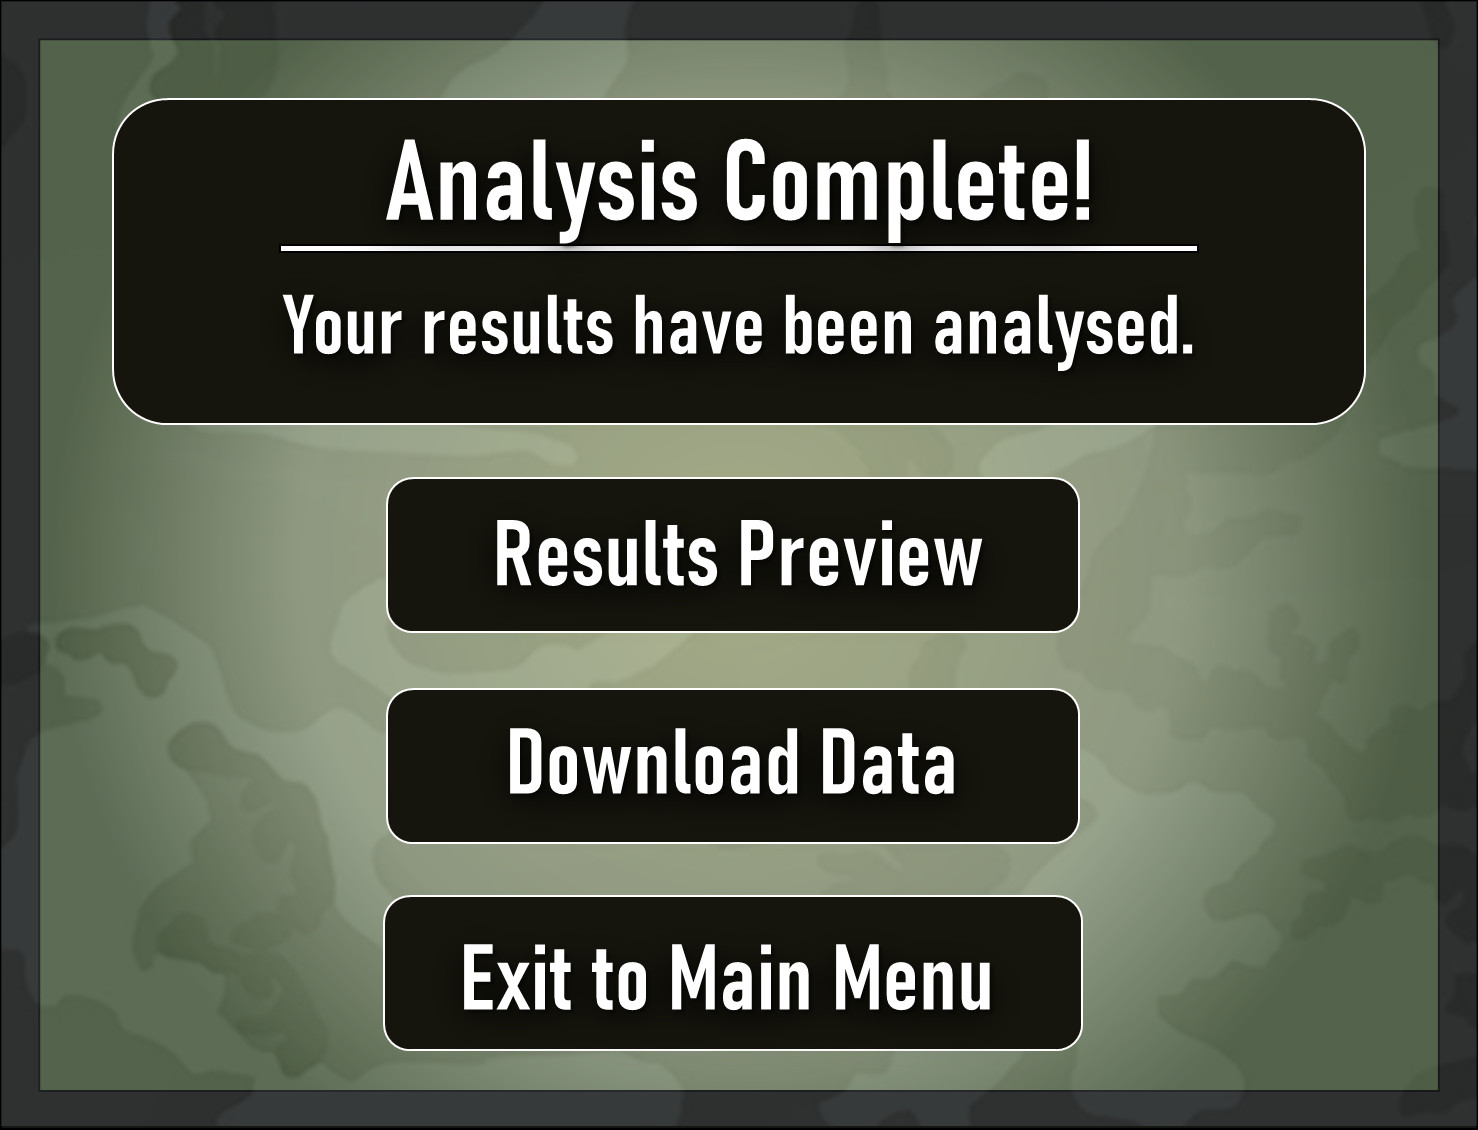 Analysis Complete!
Your results have been analysed.
Results Preview
Download Data
Exit to Main Menu